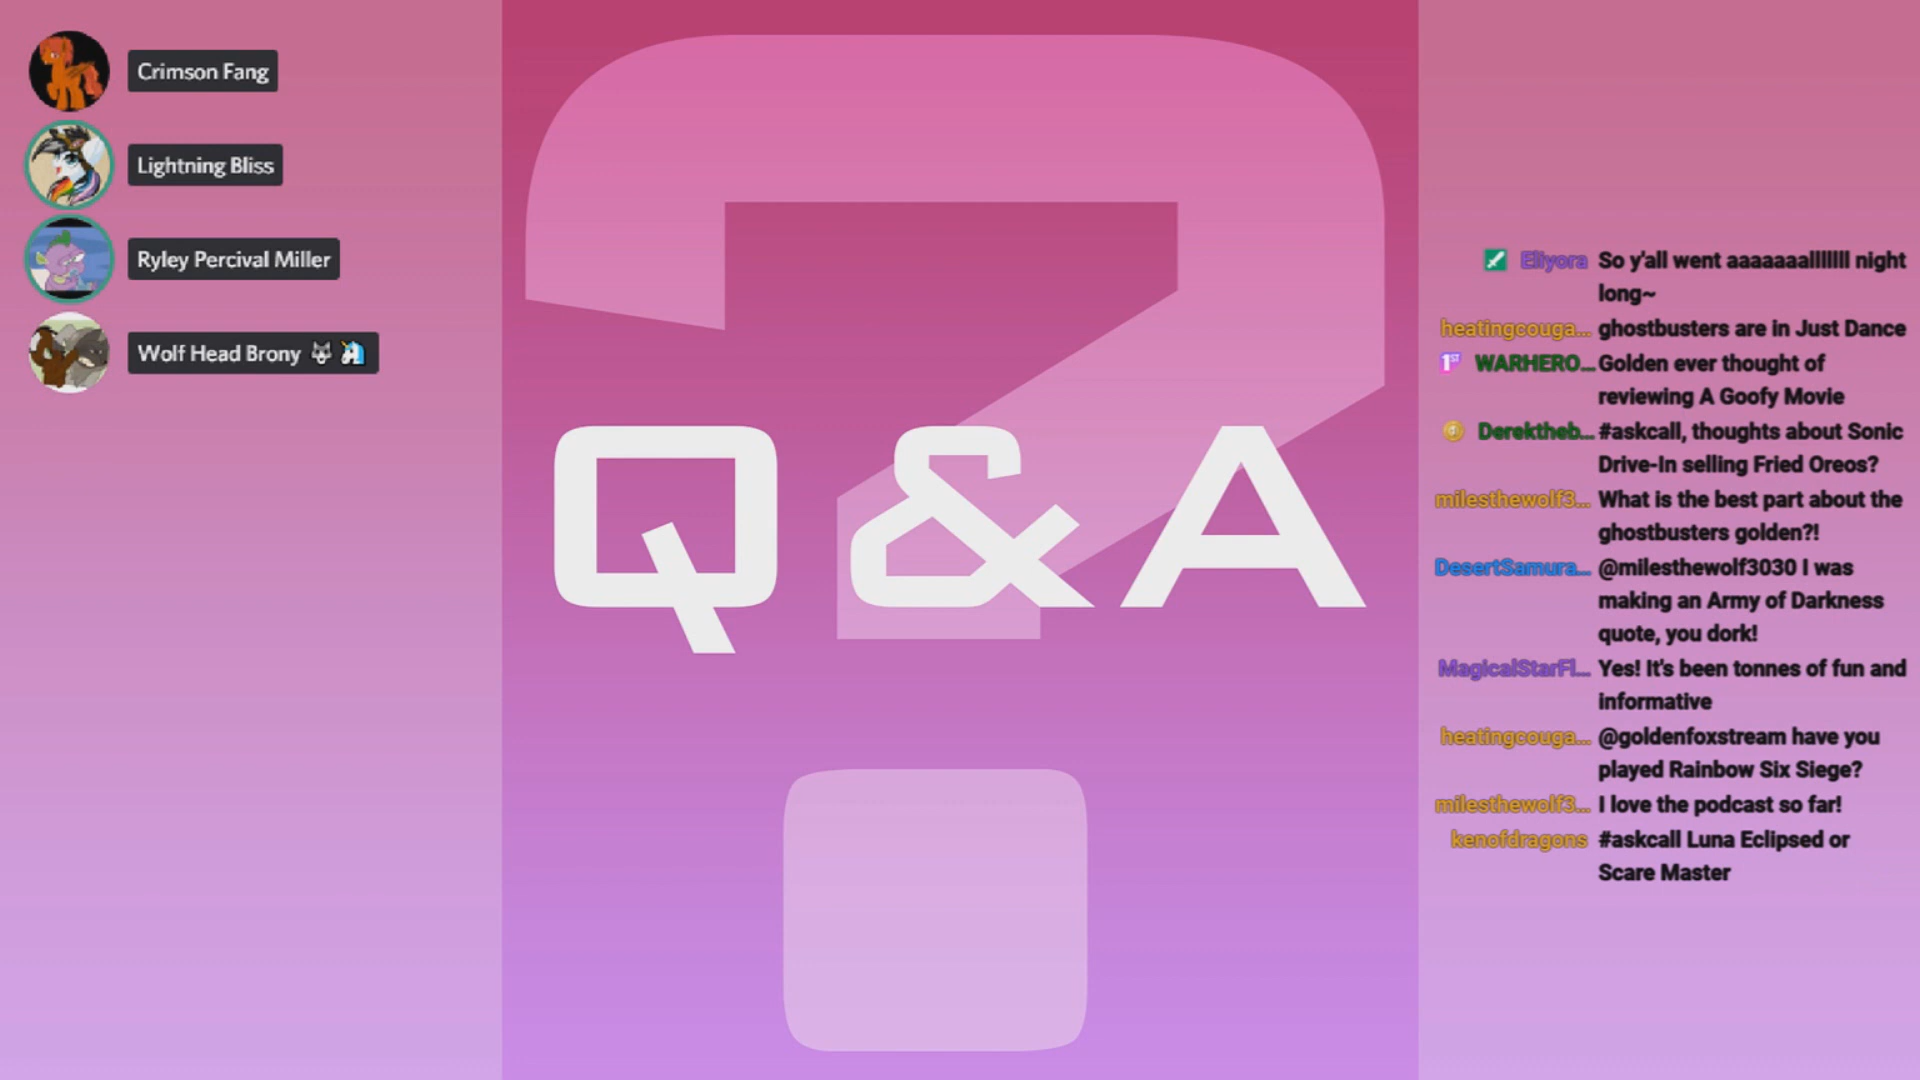 Crimson Fang
Lightning Bliss
Ryley Percival Miller
Wolf Head Brony
Q & A
Eliyora So y'all went aaaaaaalllllll night
long~
heatingcouga... ghostbusters are in Just Dance
1ST WARHERO... Golden ever thought of
reviewing A Goofy Movie
Derektheb... #askcall, thoughts about Sonic
Drive-In selling Fried Oreos?
milesthewolf3... What is the best part about the
ghostbusters golden?!
DesertSamura... @milesthewolf3030 I was
making an Army of Darkness
quote, you dork!
MagicalStarFl... Yes! It's been tonnes of fun and
informative
heatingcouga... @goldenfoxstream have you
played Rainbow Six Siege?
milesthewolf3... I love the podcast so far!
kenofdragons #askcall Luna Eclipsed or
Scare Master